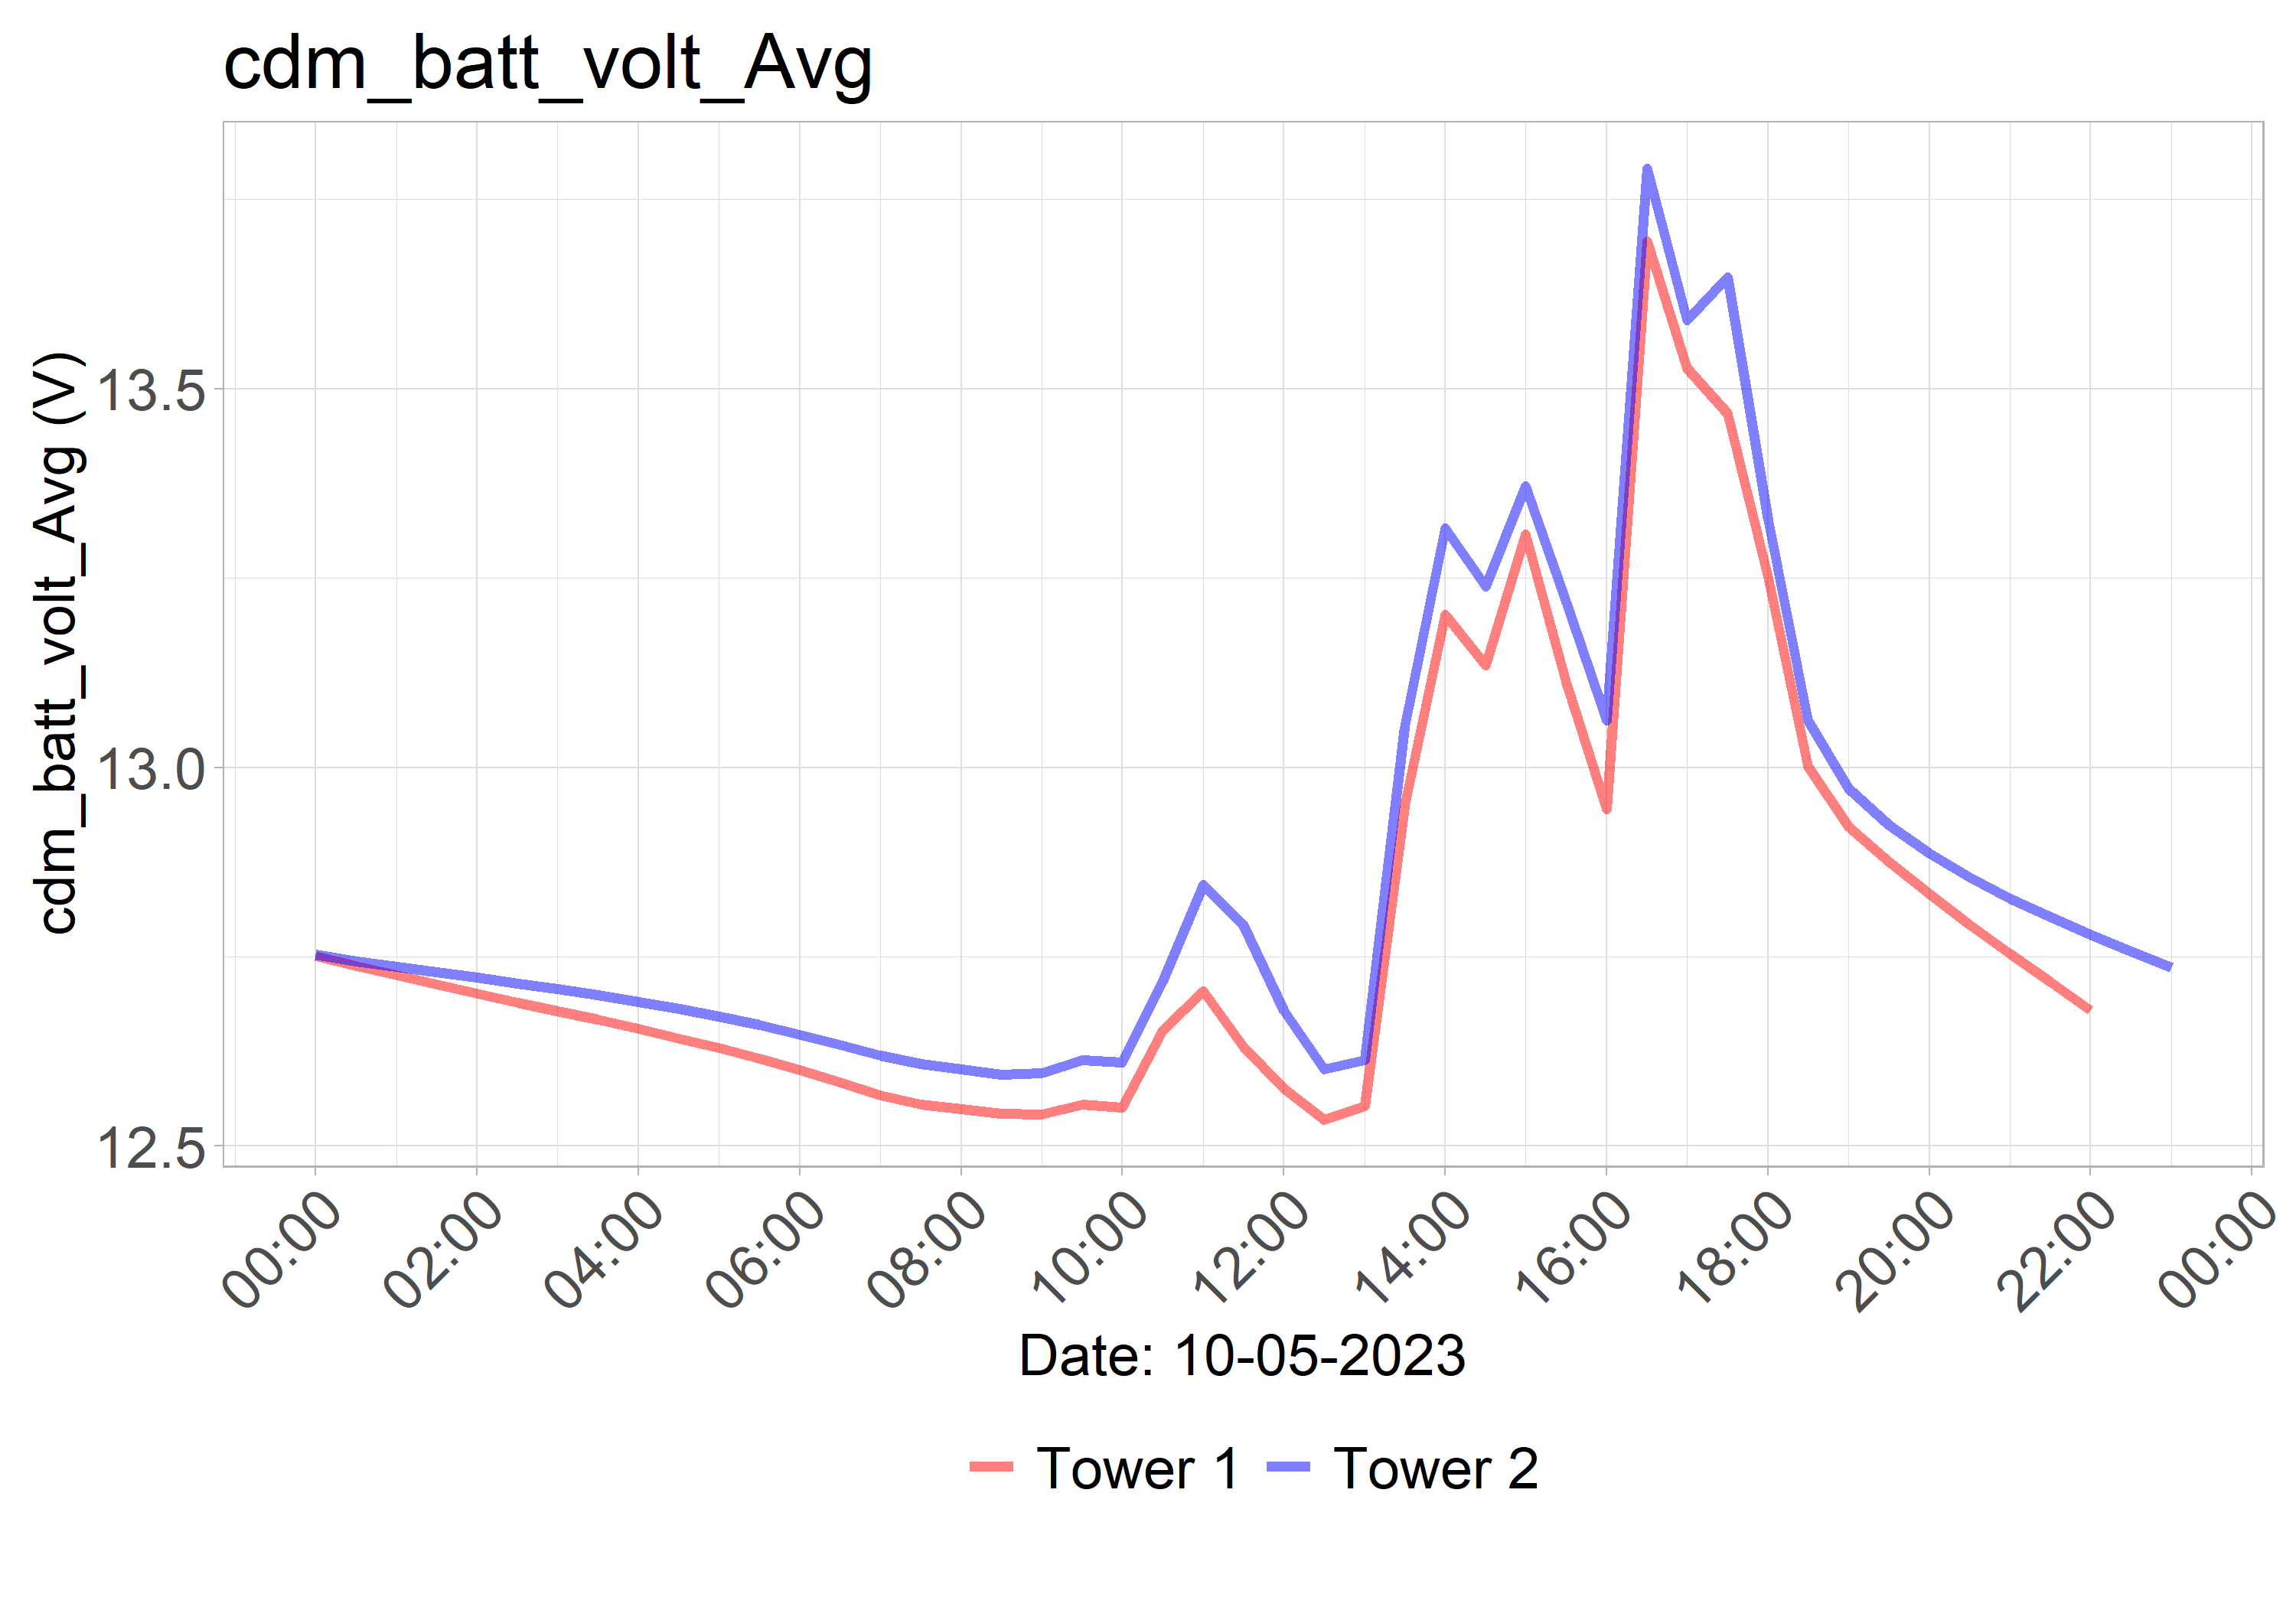 cdm_batt_volt_Avg
cdm_batt_volt_Avg (V)
13.5
13.0
12.5
00:00 02:00 04:00 06:00 08:00 10:00 12:00 14:00 16:00 18:00 20:00 22:00 00:00
Date: 10-05-2023
Tower 1 Tower 2